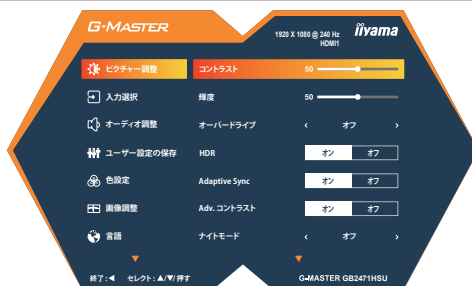 G-MASTER
1920 X 1080 @ 240 Hz
HDMI1
iiyama
ピクチャー調整
コントラスト 50
入力選択
輝度 50
オーディオ調整
オーバードライブ ‹ オフ ›
ユーザー設定の保存
HDR オン オフ
色設定
Adaptive Sync オン オフ
画像調整
Adv. コントラスト オン オフ
言語
ナイトモード ‹ オフ ›
終了:◀ セレクト:▲/▼/押す
G-MASTER GB2471HSU